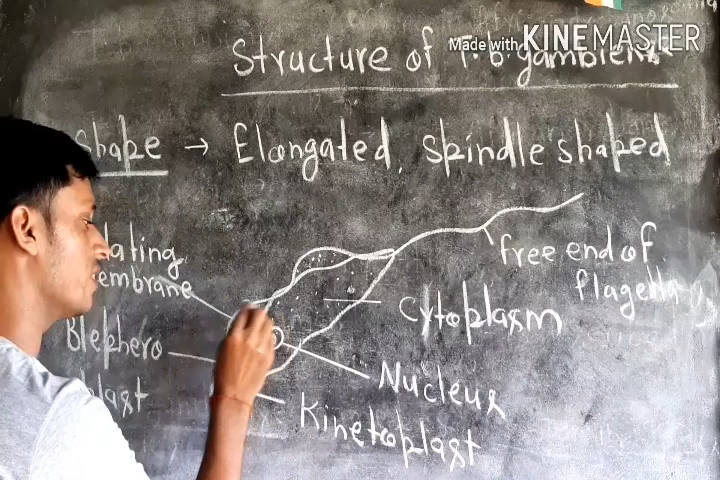 Made with KINEMASTER
Structure of T. b. gambiense
Shape → Elongated, Spindle shaped
lating
embrane
free end of
flagella
Cytoplasm
Blephero
plast
Nucleus
Kinetoplast